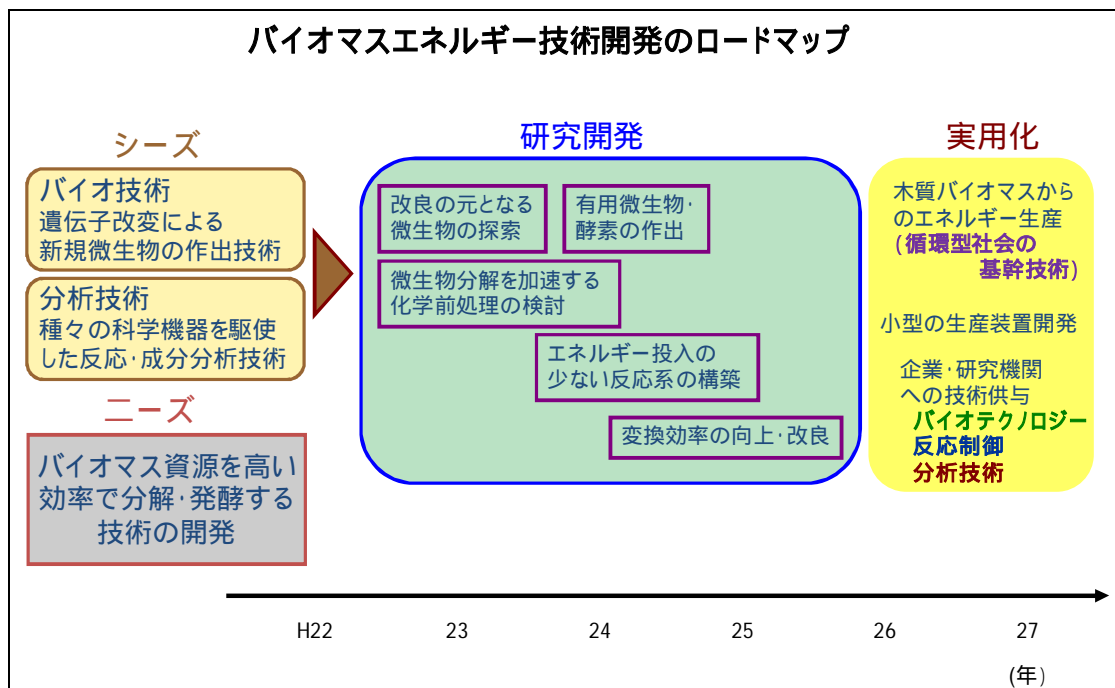 バイオマスエネルギー技術開発のロードマップ
シーズ
バイオ技術
遺伝子改変による
新規微生物の作出技術
分析技術
種々の科学機器を駆使
した反応·成分分析技術
ニーズ
バイオマス資源を高い
効率で分解·発酵する
技術の開発
研究開発
改良の元となる
微生物の探索
有用微生物·
酵素の作出
微生物分解を加速する
化学前処理の検討
エネルギー投入の
少ない反応系の構築
変換効率の向上·改良
実用化
木質バイオマスから
のエネルギー生産
(循環型社会の
基幹技術)
小型の生産装置開発
企業·研究機関
への技術供与
バイオテクノロジー
反応制御
分析技術
H22 23 24 25 26 27
(年)